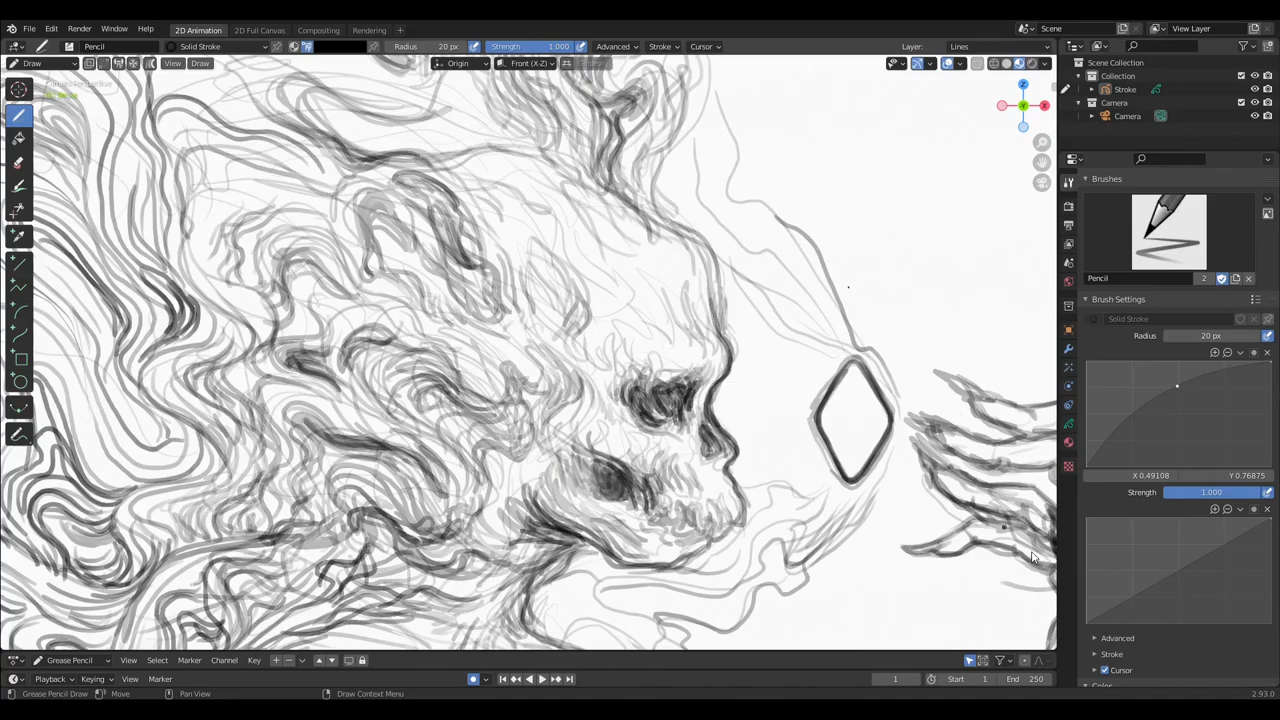 File Edit Render Window Help 2D Animation 2D Full Canvas Compositing Rendering + Scene View Layer
Pencil Solid Stroke Radius 20 px Strength 1.000 Advanced Stroke Cursor Layer: Lines
Draw View Draw Origin Front (X-Z)
Z
Y
X
Scene Collection
Collection
Stroke
Camera
Camera
Brushes
Pencil 2
Brush Settings
Solid Stroke
Radius 20 px
X 0.49108 Y 0.76875
Strength 1.000
Advanced
Stroke
Cursor
Grease Pencil View Select Marker Channel Key
Playback Keying View Marker 1 Start 1 End 250
Grease Pencil Draw Move Pan View Draw Context Menu 2.93.0